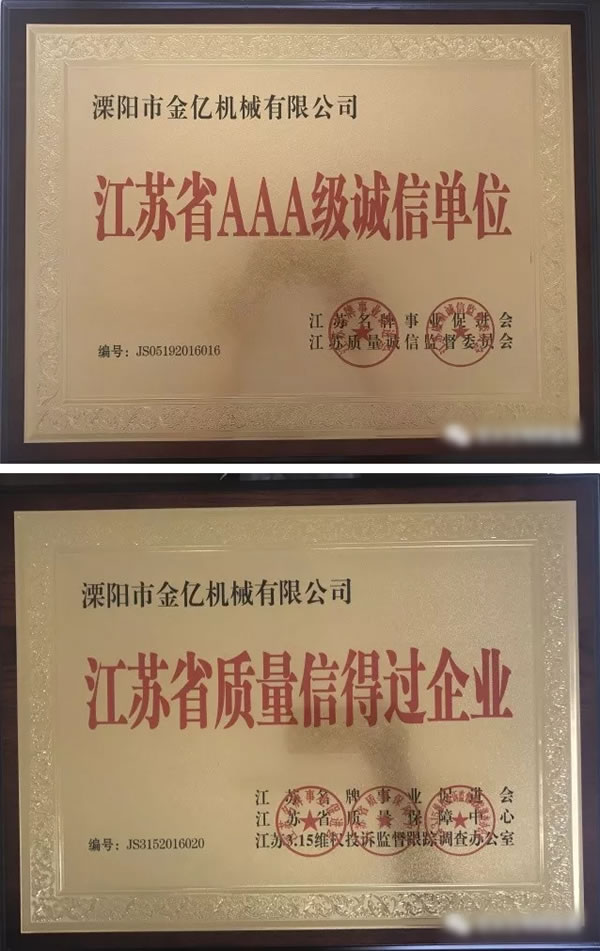 溧阳市金亿机械有限公司
江苏省AAA级诚信单位
江苏名牌事业促进会
江苏质量诚信监督委员会
编号：JS05192016016
溧阳市金亿机械有限公司
江苏省质量信得过企业
江苏名牌事业促进会
江苏省质量保障中心
江苏3.15维权投诉监督跟踪调查办公室
编号：JS3152016020